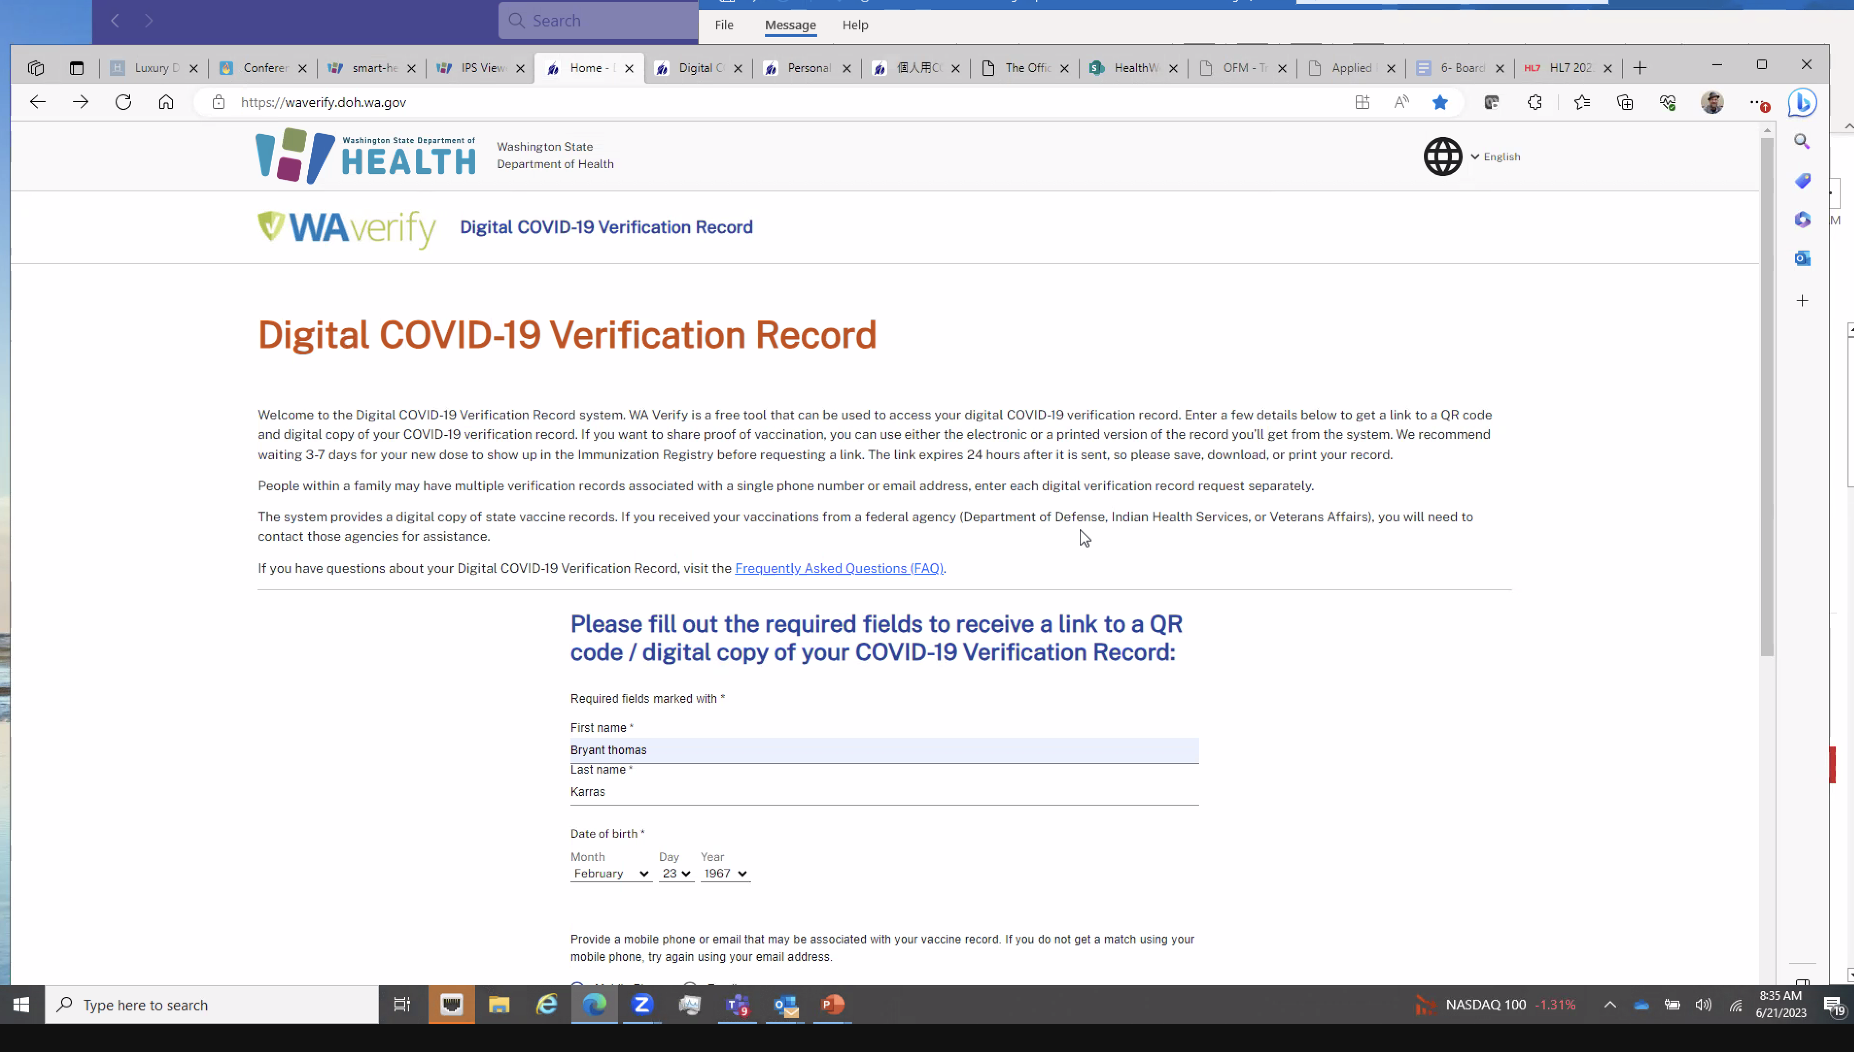 Search
File Message Help
Luxury D
Conferen
smart-he
IPS View
Home - D
Digital C
Personal
個人用CO
The Offic
HealthW
OFM - Tr
Applied
6- Board
HL7 HL7 202
https://waverify.doh.wa.gov
Washington State Department of
HEALTH
Washington State
Department of Health
English
WAverify
Digital COVID-19 Verification Record
Digital COVID-19 Verification Record
Welcome to the Digital COVID-19 Verification Record system. WA Verify is a free tool that can be used to access your digital COVID-19 verification record. Enter a few details below to get a link to a QR code
and digital copy of your COVID-19 verification record. If you want to share proof of vaccination, you can use either the electronic or a printed version of the record you'll get from the system. We recommend
waiting 3-7 days for your new dose to show up in the Immunization Registry before requesting a link. The link expires 24 hours after it is sent, so please save, download, or print your record.
People within a family may have multiple verification records associated with a single phone number or email address, enter each digital verification record request separately.
The system provides a digital copy of state vaccine records. If you received your vaccinations from a federal agency (Department of Defense, Indian Health Services, or Veterans Affairs), you will need to
contact those agencies for assistance.
If you have questions about your Digital COVID-19 Verification Record, visit the Frequently Asked Questions (FAQ).
Please fill out the required fields to receive a link to a QR
code / digital copy of your COVID-19 Verification Record:
Required fields marked with *
First name *
Bryant thomas
Last name *
Karras
Date of birth *
Month Day Year
February 23 1967
Provide a mobile phone or email that may be associated with your vaccine record. If you do not get a match using your
mobile phone, try again using your email address.
Type here to search
NASDAQ 100 -1.31%
8:35 AM
6/21/2023
19